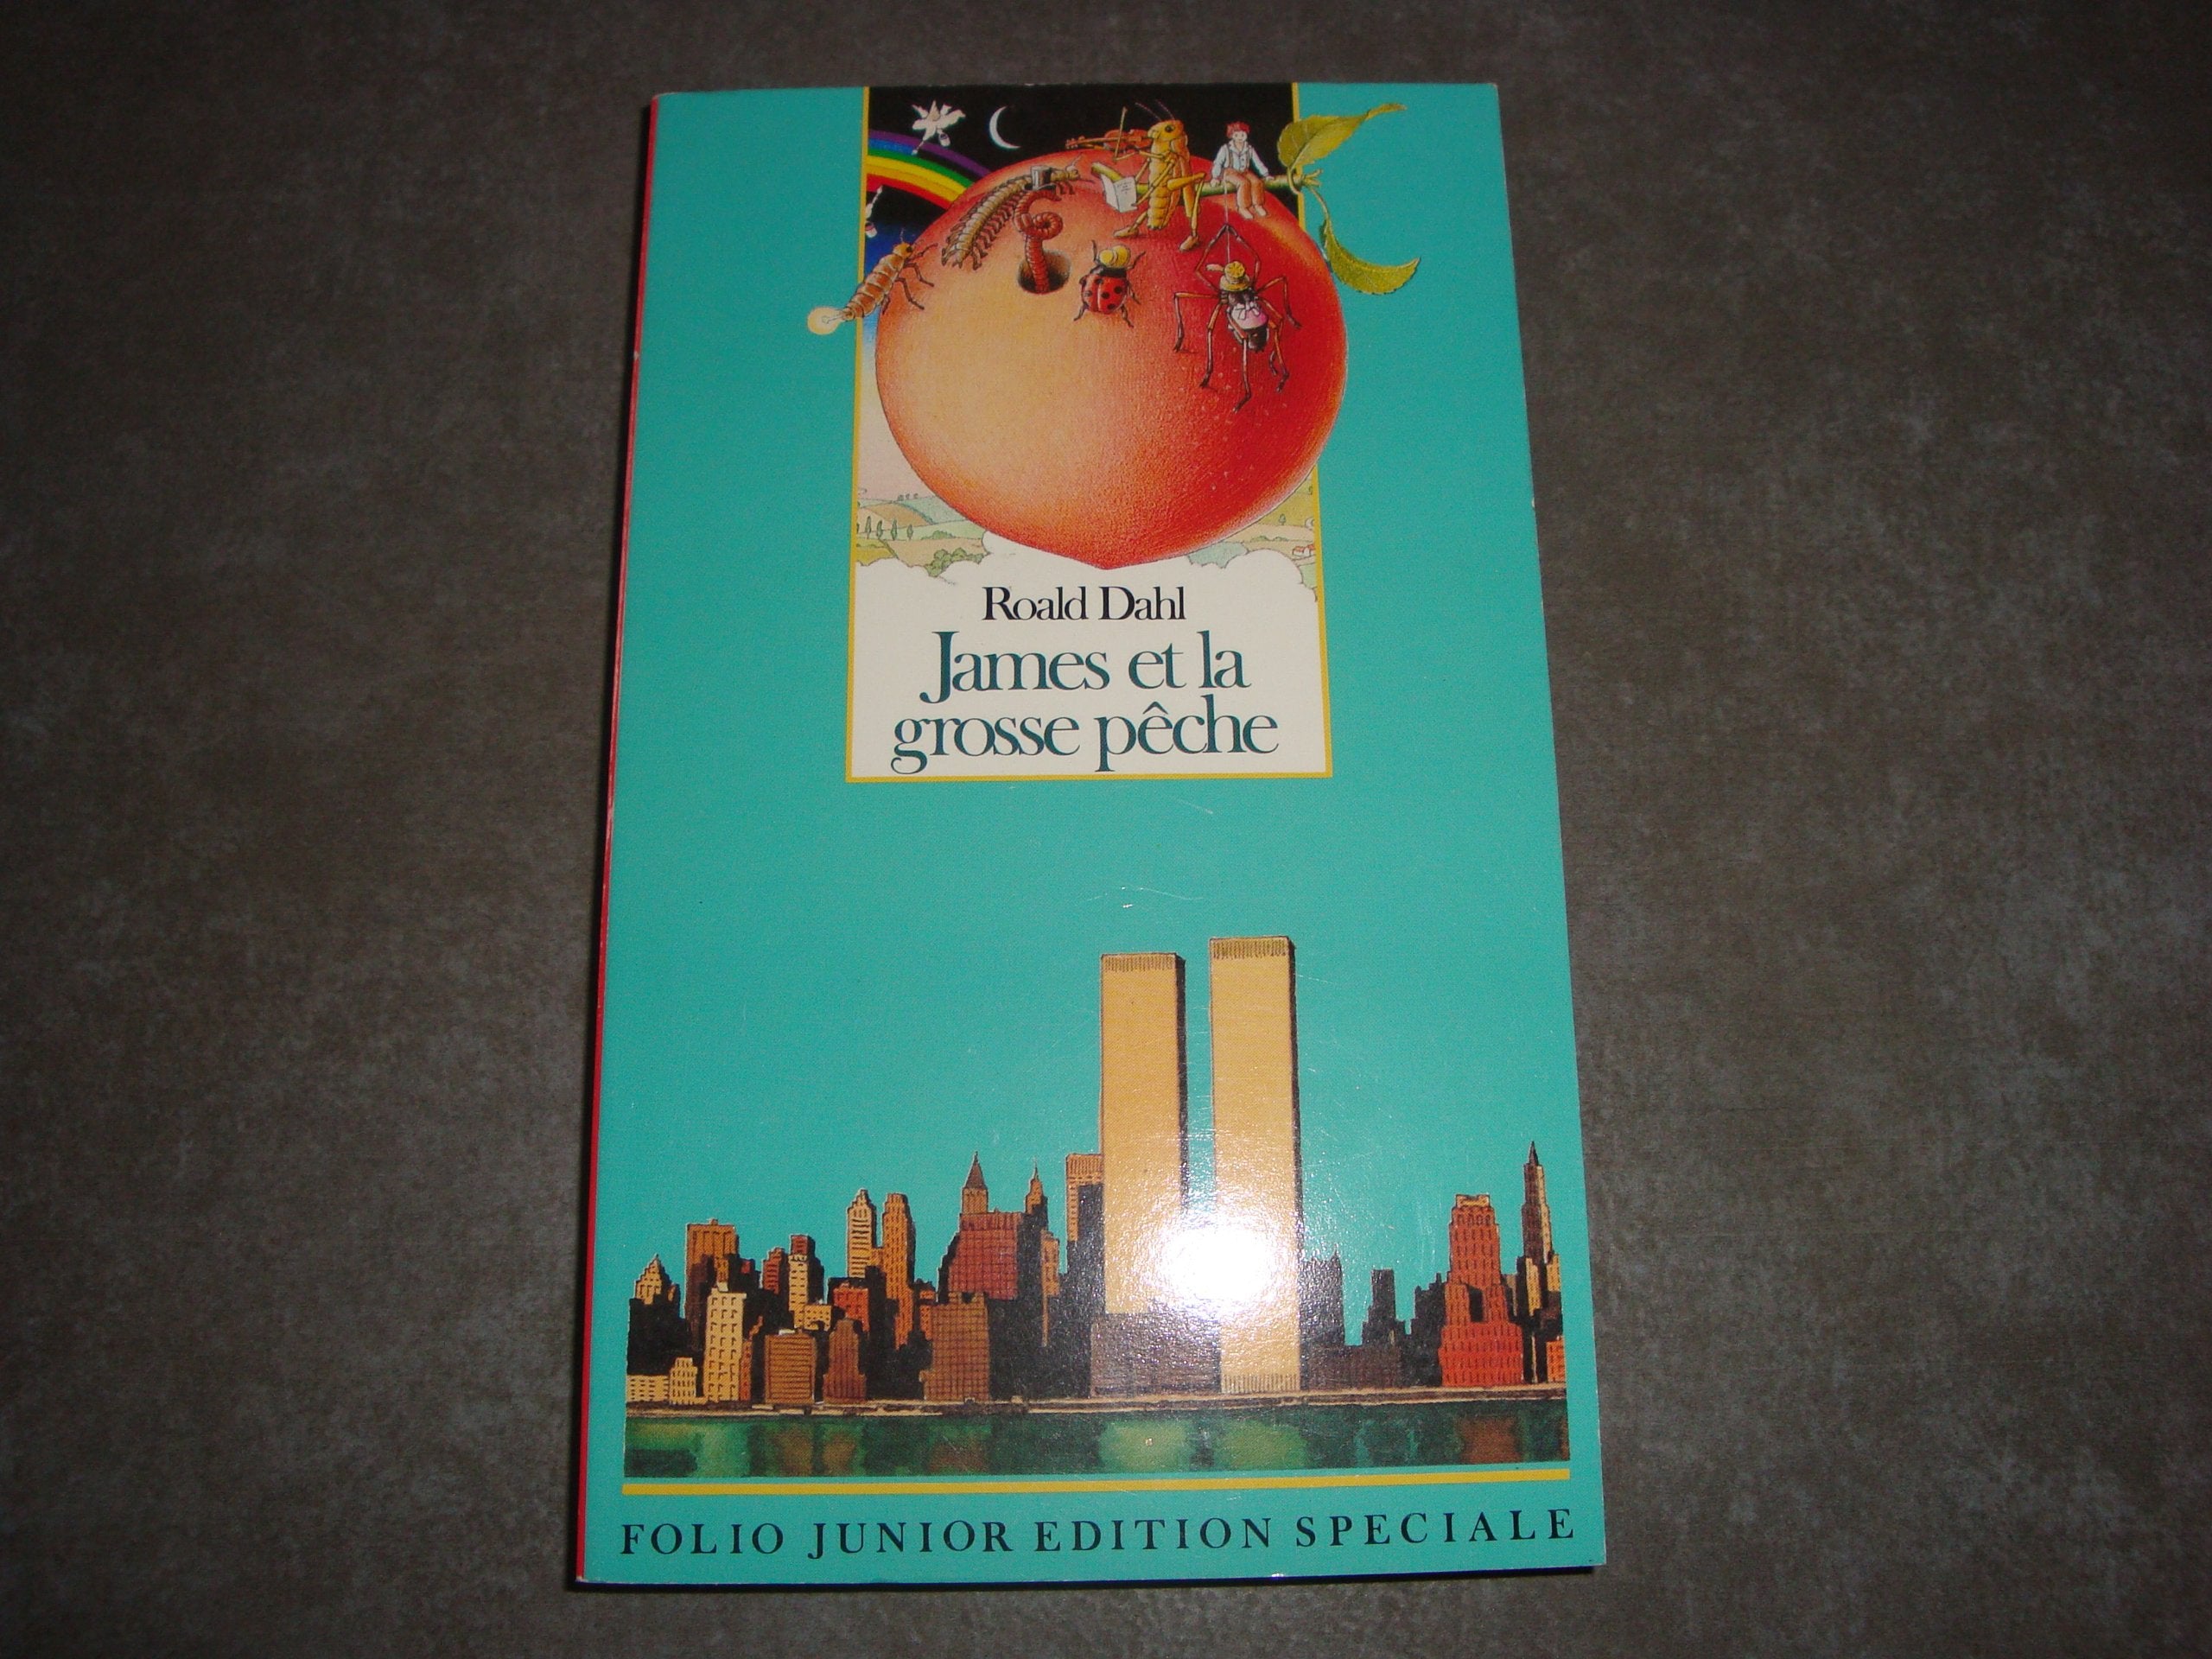 Roald Dahl
James et la
grosse pêche
FOLIO JUNIOR EDITION SPECIALE